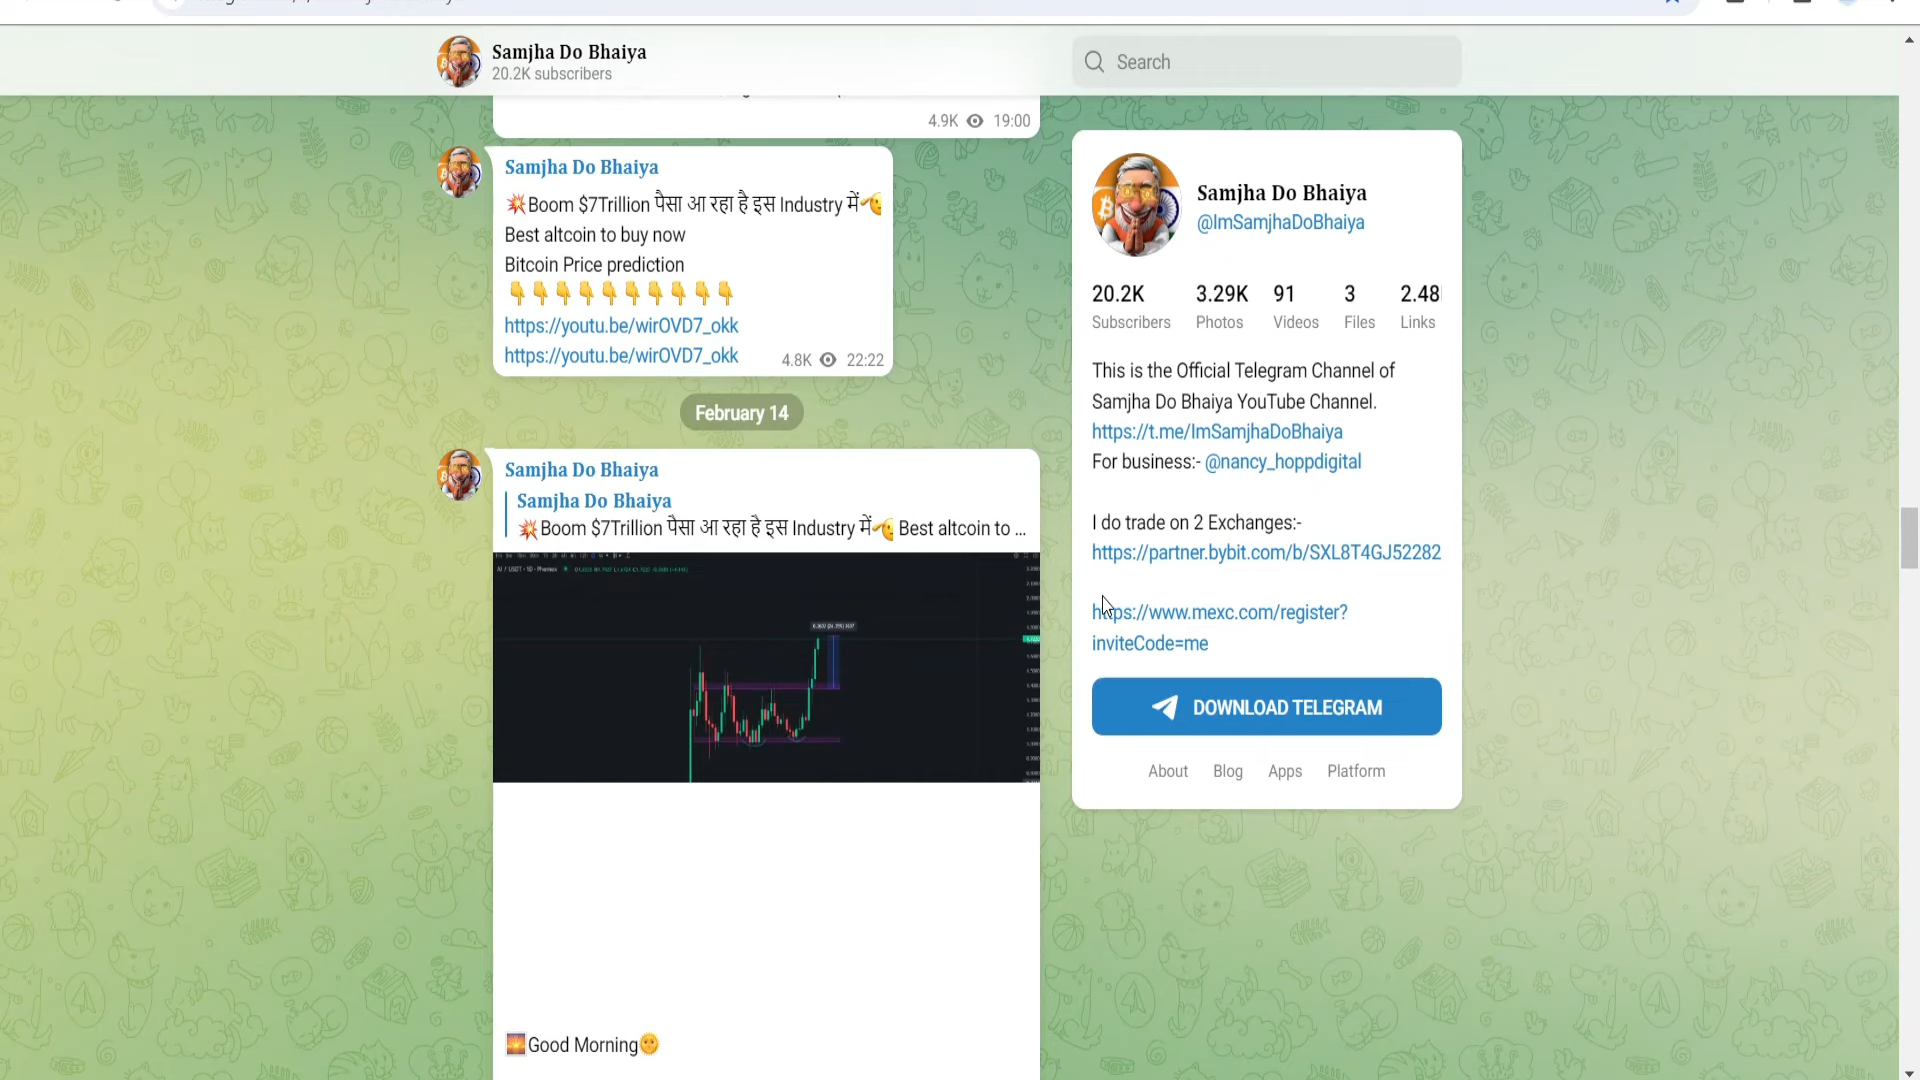 Samjha Do Bhaiya
20.2K subscribers
Search
4.9K 19:00
Samjha Do Bhaiya
💥Boom $7Trillion पैसा आ रहा है इस Industry में🫡
Best altcoin to buy now
Bitcoin Price prediction
👇👇👇👇👇👇👇👇👇👇
https://youtu.be/wirOVD7_okk
https://youtu.be/wirOVD7_okk
4.8K 22:22
February 14
Samjha Do Bhaiya
Samjha Do Bhaiya
💥Boom $7Trillion पैसा आ रहा है इस Industry में🫡 Best altcoin to ...
🌅Good Morning🌞
Samjha Do Bhaiya
@ImSamjhaDoBhaiya
20.2K 3.29K 91 3 2.48
Subscribers Photos Videos Files Links
This is the Official Telegram Channel of
Samjha Do Bhaiya YouTube Channel.
https://t.me/ImSamjhaDoBhaiya
For business:- @nancy_hoppdigital
I do trade on 2 Exchanges:-
https://partner.bybit.com/b/SXL8T4GJ52282
https://www.mexc.com/register?
inviteCode=me
DOWNLOAD TELEGRAM
About Blog Apps Platform